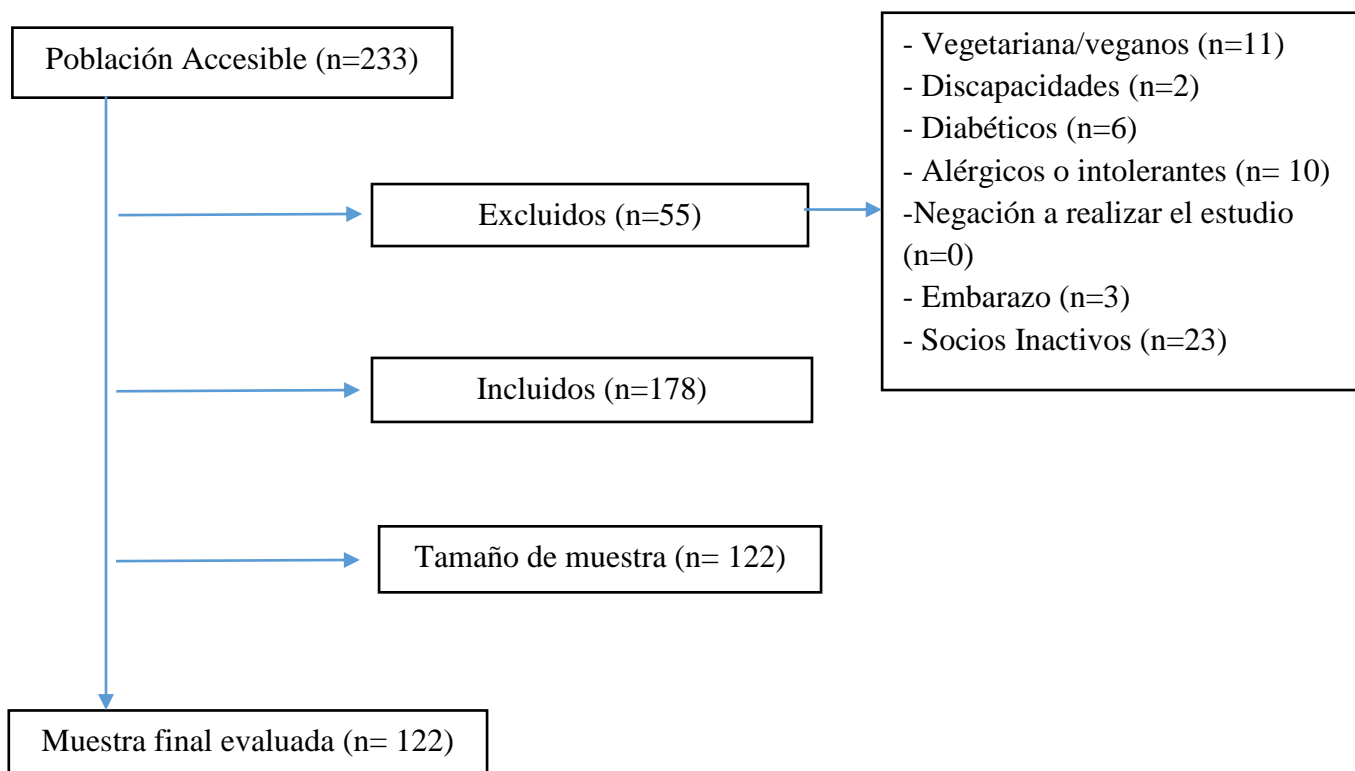 Población Accesible (n=233)
- Vegetariana/veganos (n=11)
- Discapacidades (n=2)
- Diabéticos (n=6)
- Alérgicos o intolerantes (n= 10)
-Negación a realizar el estudio
(n=0)
- Embarazo (n=3)
- Socios Inactivos (n=23)
Excluidos (n=55)
Incluidos (n=178)
Tamaño de muestra (n= 122)
Muestra final evaluada (n= 122)